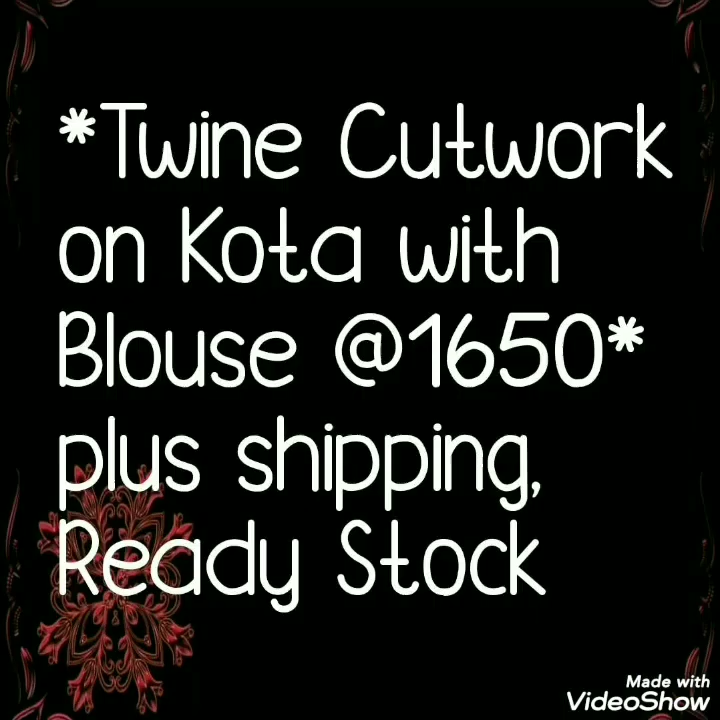 *Twine Cutwork
on Kota with
Blouse @1650*
plus shipping,
Ready Stock
Made with
VideoShow